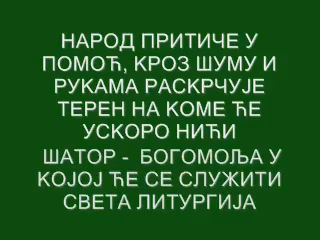 НАРОД ПРИТИЧЕ У
ПОМОЋ, КРОЗ ШУМУ И
РУКАМА РАСКРЧУЈЕ
ТЕРЕН НА КОМЕ ЋЕ
УСКОРО НИЋИ
ШАТОР - БОГОМОЉА У
КОЈОЈ ЋЕ СЕ СЛУЖИТИ
СВЕТА ЛИТУРГИЈА